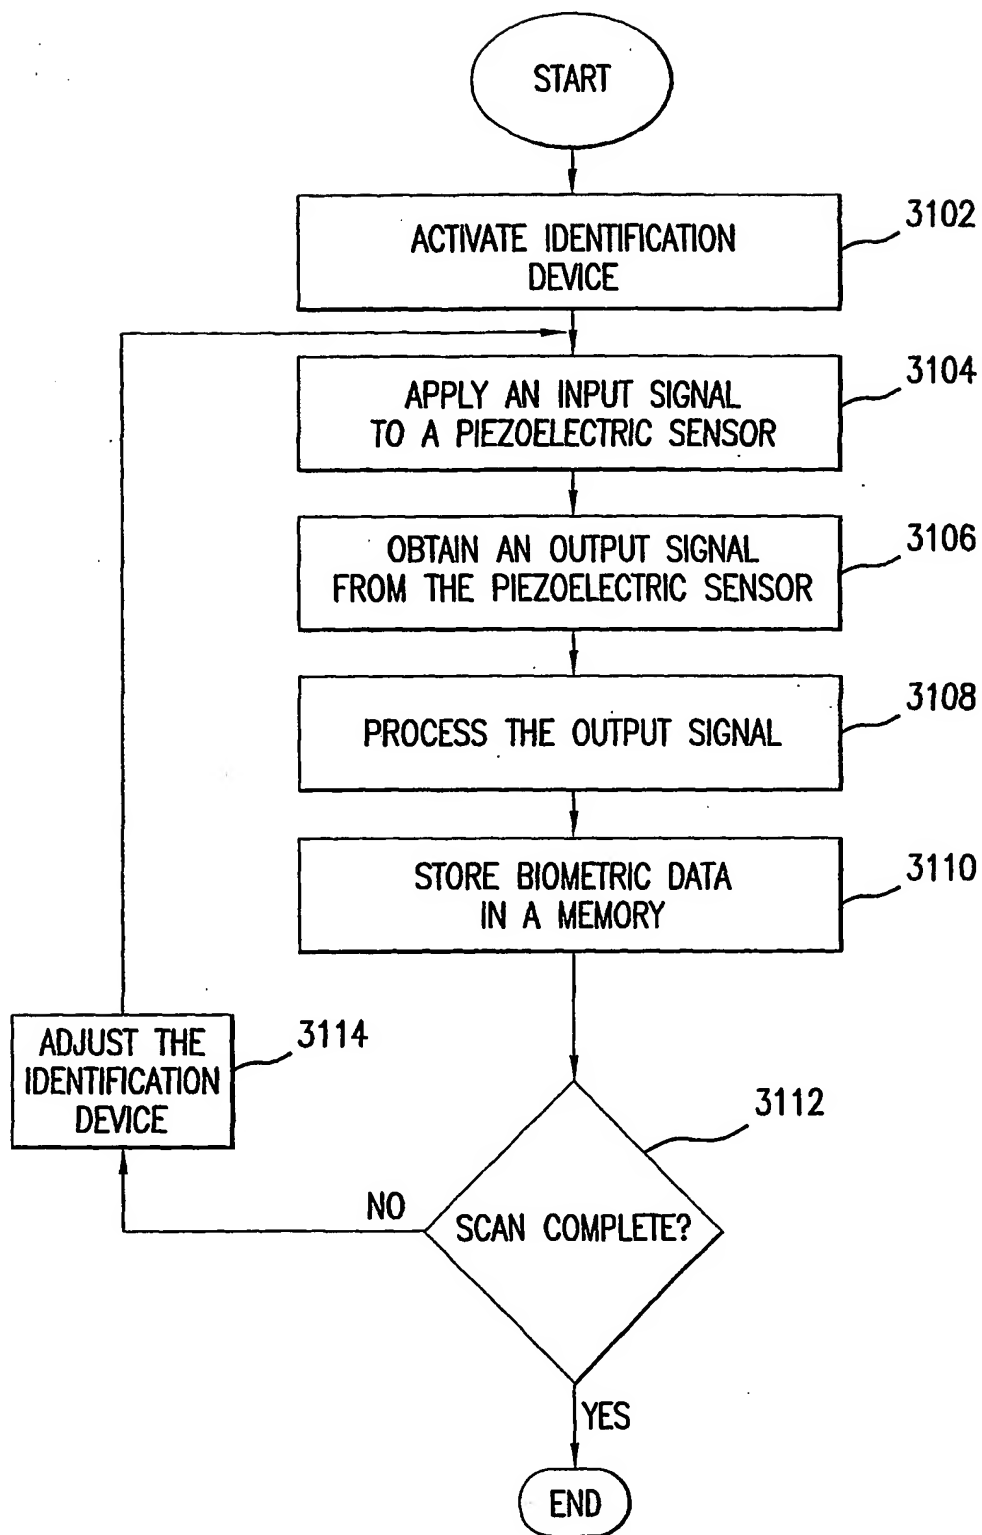 START
ACTIVATE IDENTIFICATION
DEVICE
3102
APPLY AN INPUT SIGNAL
TO A PIEZOELECTRIC SENSOR
3104
OBTAIN AN OUTPUT SIGNAL
FROM THE PIEZOELECTRIC SENSOR
3106
PROCESS THE OUTPUT SIGNAL
3108
STORE BIOMETRIC DATA
IN A MEMORY
3110
ADJUST THE
IDENTIFICATION
DEVICE
3114
3112
SCAN COMPLETE?
NO
YES
END